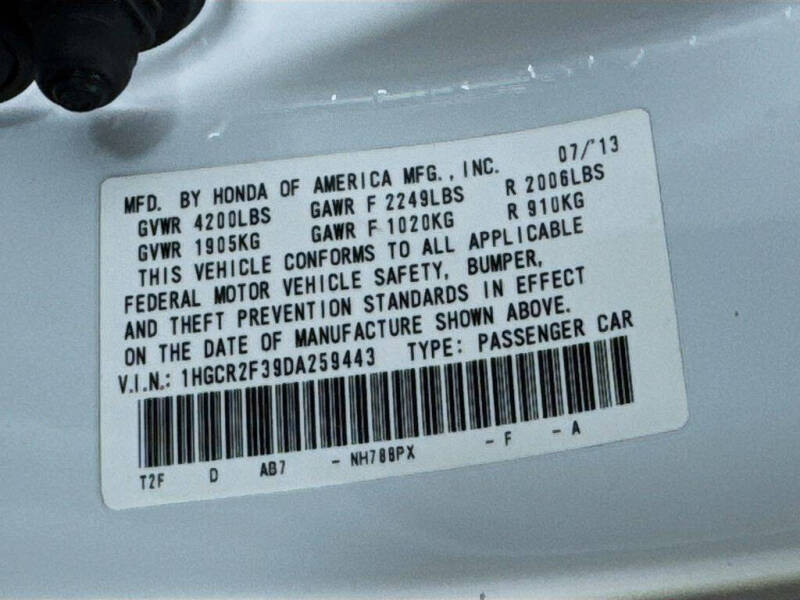 MFD. BY HONDA OF AMERICA MFG., INC. 07/'13
GVWR 4200LBS GAWR F 2249LBS R 2006LBS
GVWR 1905KG GAWR F 1020KG R 910KG
THIS VEHICLE CONFORMS TO ALL APPLICABLE
FEDERAL MOTOR VEHICLE SAFETY, BUMPER,
AND THEFT PREVENTION STANDARDS IN EFFECT
ON THE DATE OF MANUFACTURE SHOWN ABOVE.
V.I.N.: 1HGCR2F39DA259443 TYPE: PASSENGER CAR
T2F D AB7 - NH788PX - F - A